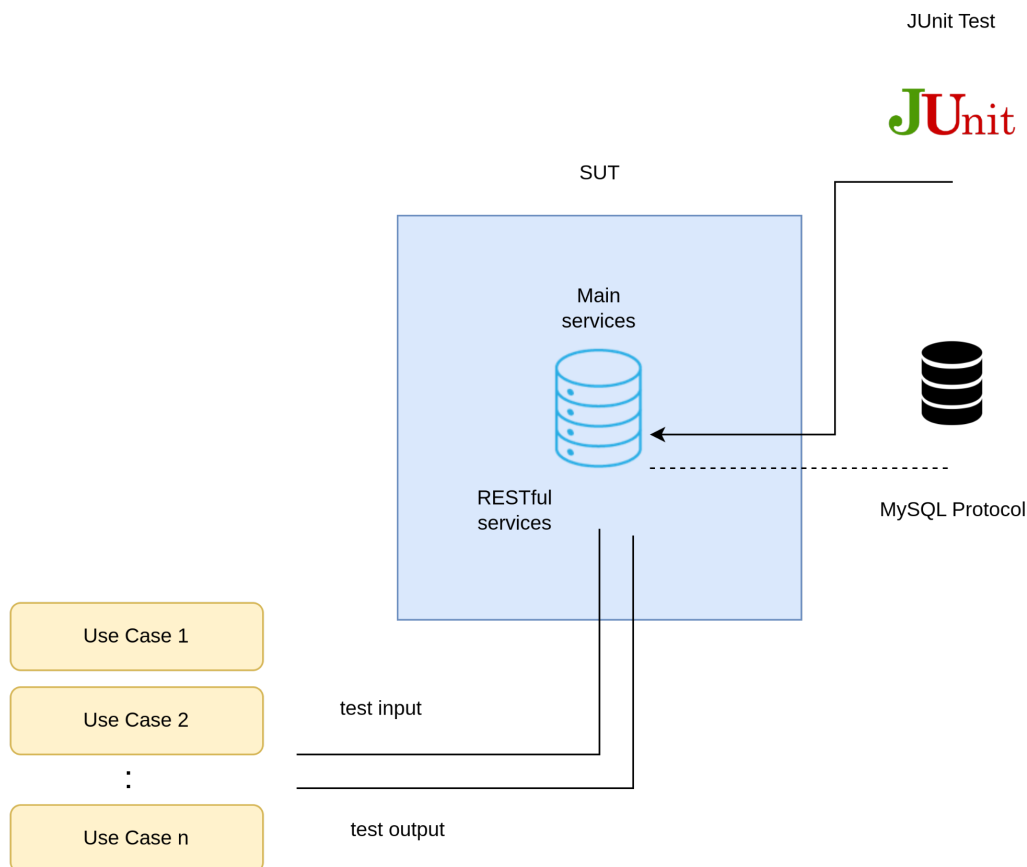 JUnit Test
JUnit
SUT
Main
services
RESTful
services
MySQL Protocol
Use Case 1
test input
Use Case 2
:
test output
Use Case n